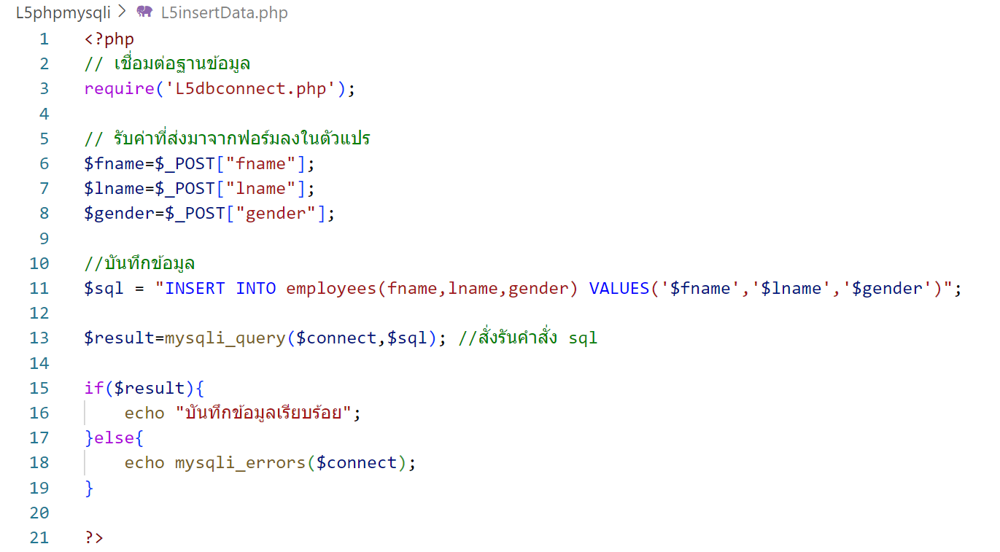 L5phpmysqli > L5insertData.php
1 <?php
2 // เชื่อมต่อฐานข้อมูล
3 require('L5dbconnect.php');
4
5 // รับค่าที่ส่งมาจากฟอร์มลงในตัวแปร
6 $fname=$_POST["fname"];
7 $lname=$_POST["lname"];
8 $gender=$_POST["gender"];
9
10 //บันทึกข้อมูล
11 $sql = "INSERT INTO employees(fname,lname,gender) VALUES('$fname','$lname','$gender')";
12
13 $result=mysqli_query($connect,$sql); //สั่งรันคำสั่ง sql
14
15 if($result){
16     echo "บันทึกข้อมูลเรียบร้อย";
17 }else{
18     echo mysqli_errors($connect);
19 }
20
21 ?>